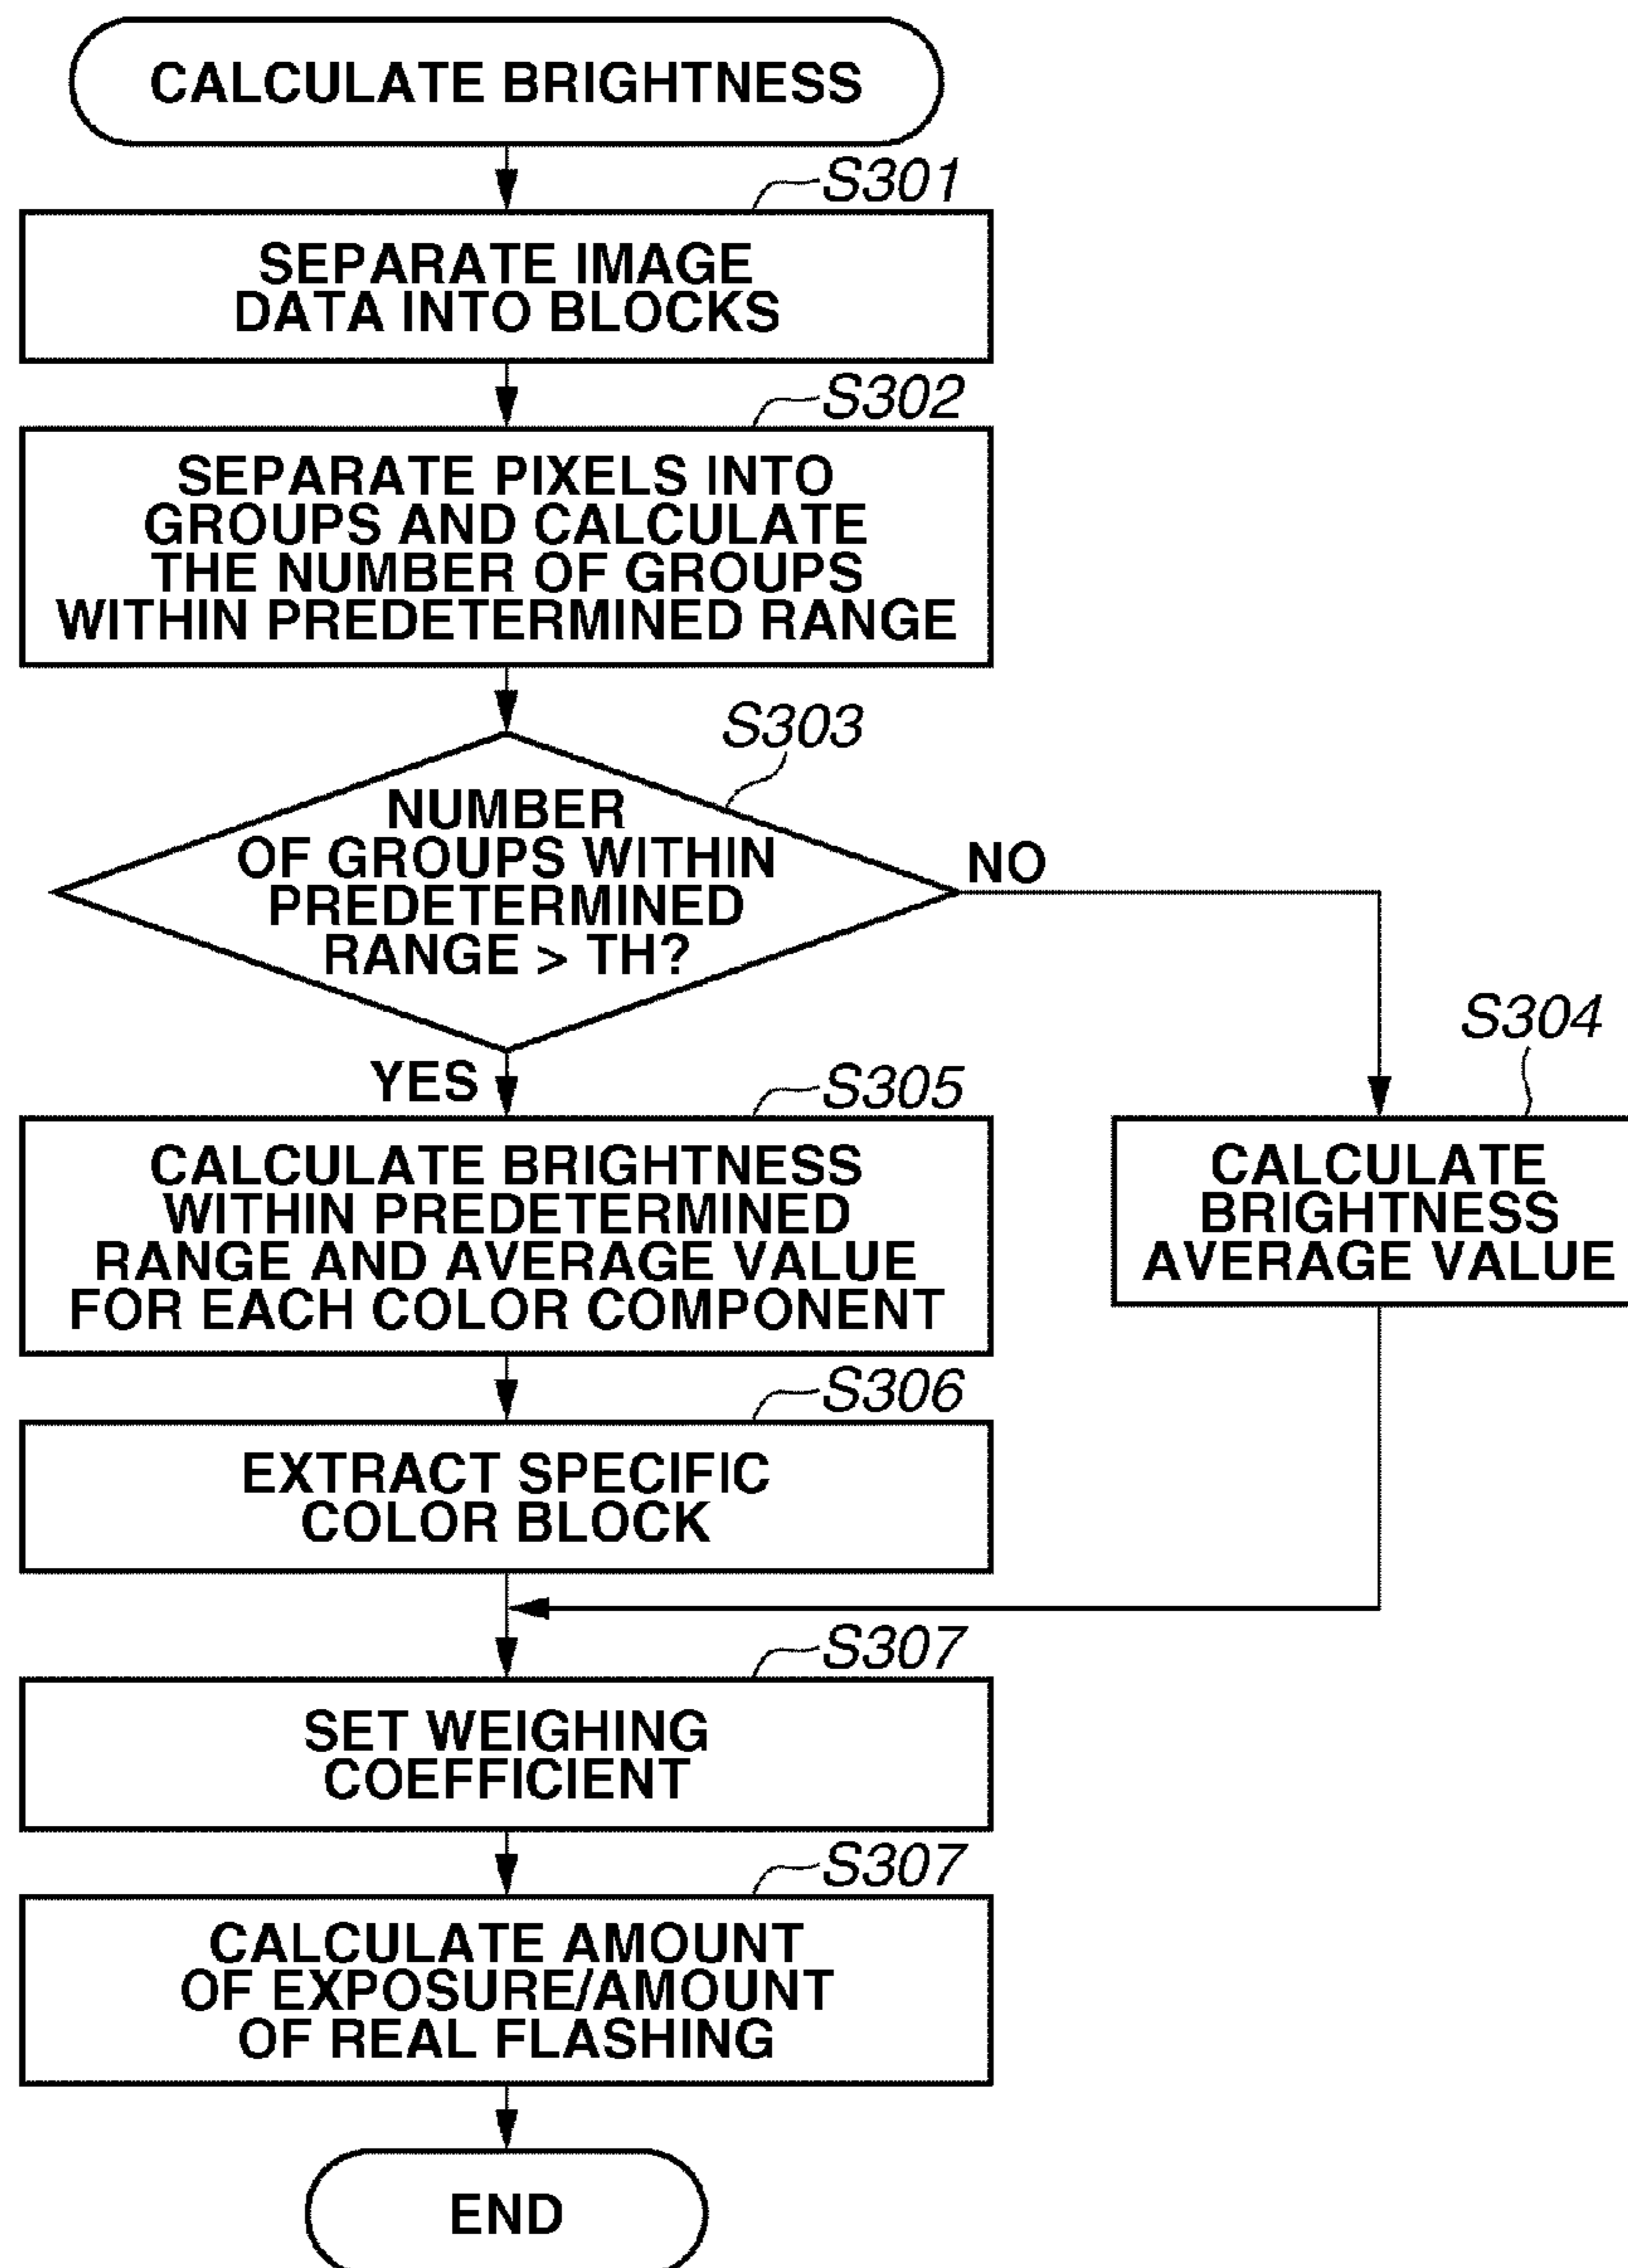 CALCULATE BRIGHTNESS
S301
SEPARATE IMAGE
DATA INTO BLOCKS
S302
SEPARATE PIXELS INTO
GROUPS AND CALCULATE
THE NUMBER OF GROUPS
WITHIN PREDETERMINED RANGE
S303
NUMBER
OF GROUPS WITHIN
PREDETERMINED
RANGE > TH?
NO
YES
S304
CALCULATE
BRIGHTNESS
AVERAGE VALUE
S305
CALCULATE BRIGHTNESS
WITHIN PREDETERMINED
RANGE AND AVERAGE VALUE
FOR EACH COLOR COMPONENT
S306
EXTRACT SPECIFIC
COLOR BLOCK
S307
SET WEIGHING
COEFFICIENT
S307
CALCULATE AMOUNT
OF EXPOSURE/AMOUNT
OF REAL FLASHING
END